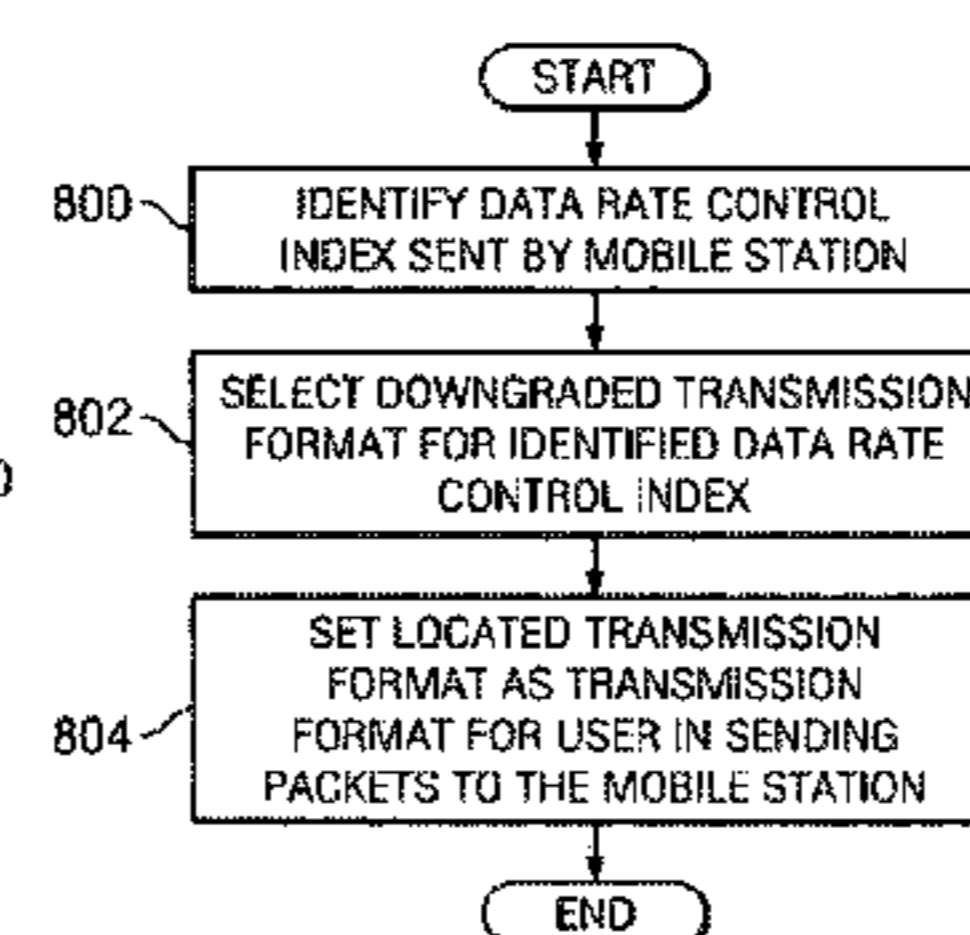 START
800
IDENTIFY DATA RATE CONTROL
INDEX SENT BY MOBILE STATION
802
SELECT DOWNGRADED TRANSMISSION
FORMAT FOR IDENTIFIED DATA RATE
CONTROL INDEX
804
SET LOCATED TRANSMISSION
FORMAT AS TRANSMISSION
FORMAT FOR USER IN SENDING
PACKETS TO THE MOBILE STATION
END